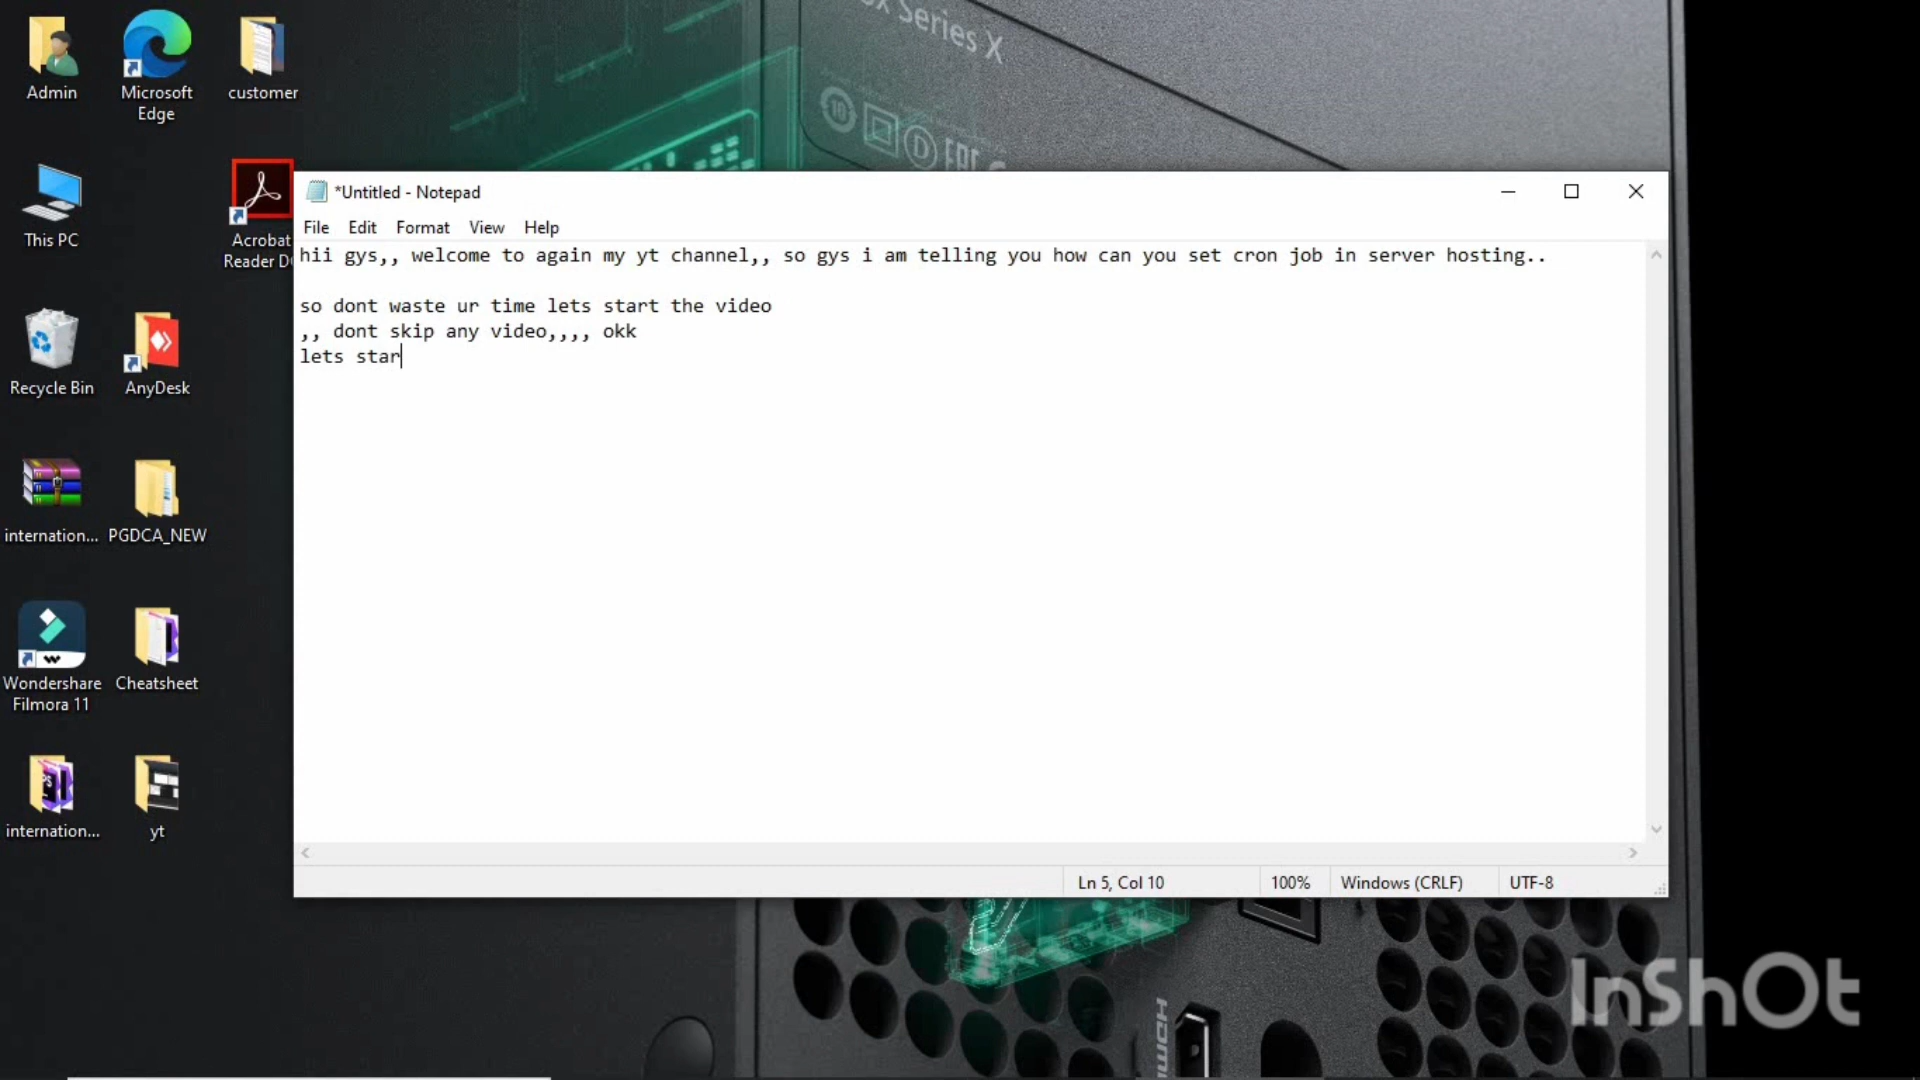 Series X
Admin
Microsoft
Edge
customer
This PC
Acrobat
Reader
*Untitled - Notepad
File Edit Format View Help
hii gys,, welcome to again my yt channel,, so gys i am telling you how can you set cron job in server hosting..
so dont waste ur time lets start the video
,, dont skip any video,,,, okk
lets star
Recycle Bin
AnyDesk
internation...
PGDCA_NEW
Wondershare
Filmora 11
Cheatsheet
internation...
yt
Ln 5, Col 10
100%
Windows (CRLF)
UTF-8
InShOt